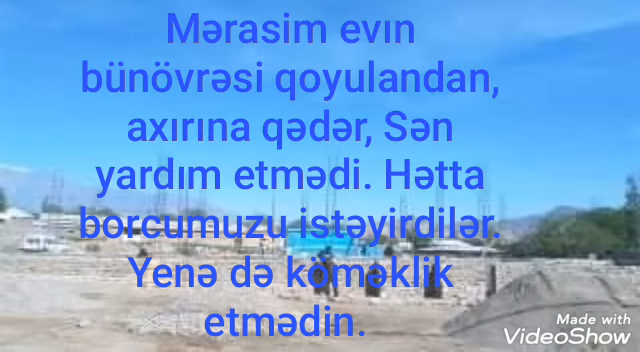 Mərasim evın
bünövrəsi qoyulandan,
axırına qədər, Sən
yardım etmədi. Hətta
borcumuzu istəyirdilər.
Yenə də köməklik
etmədin.
Made with
VideoShow